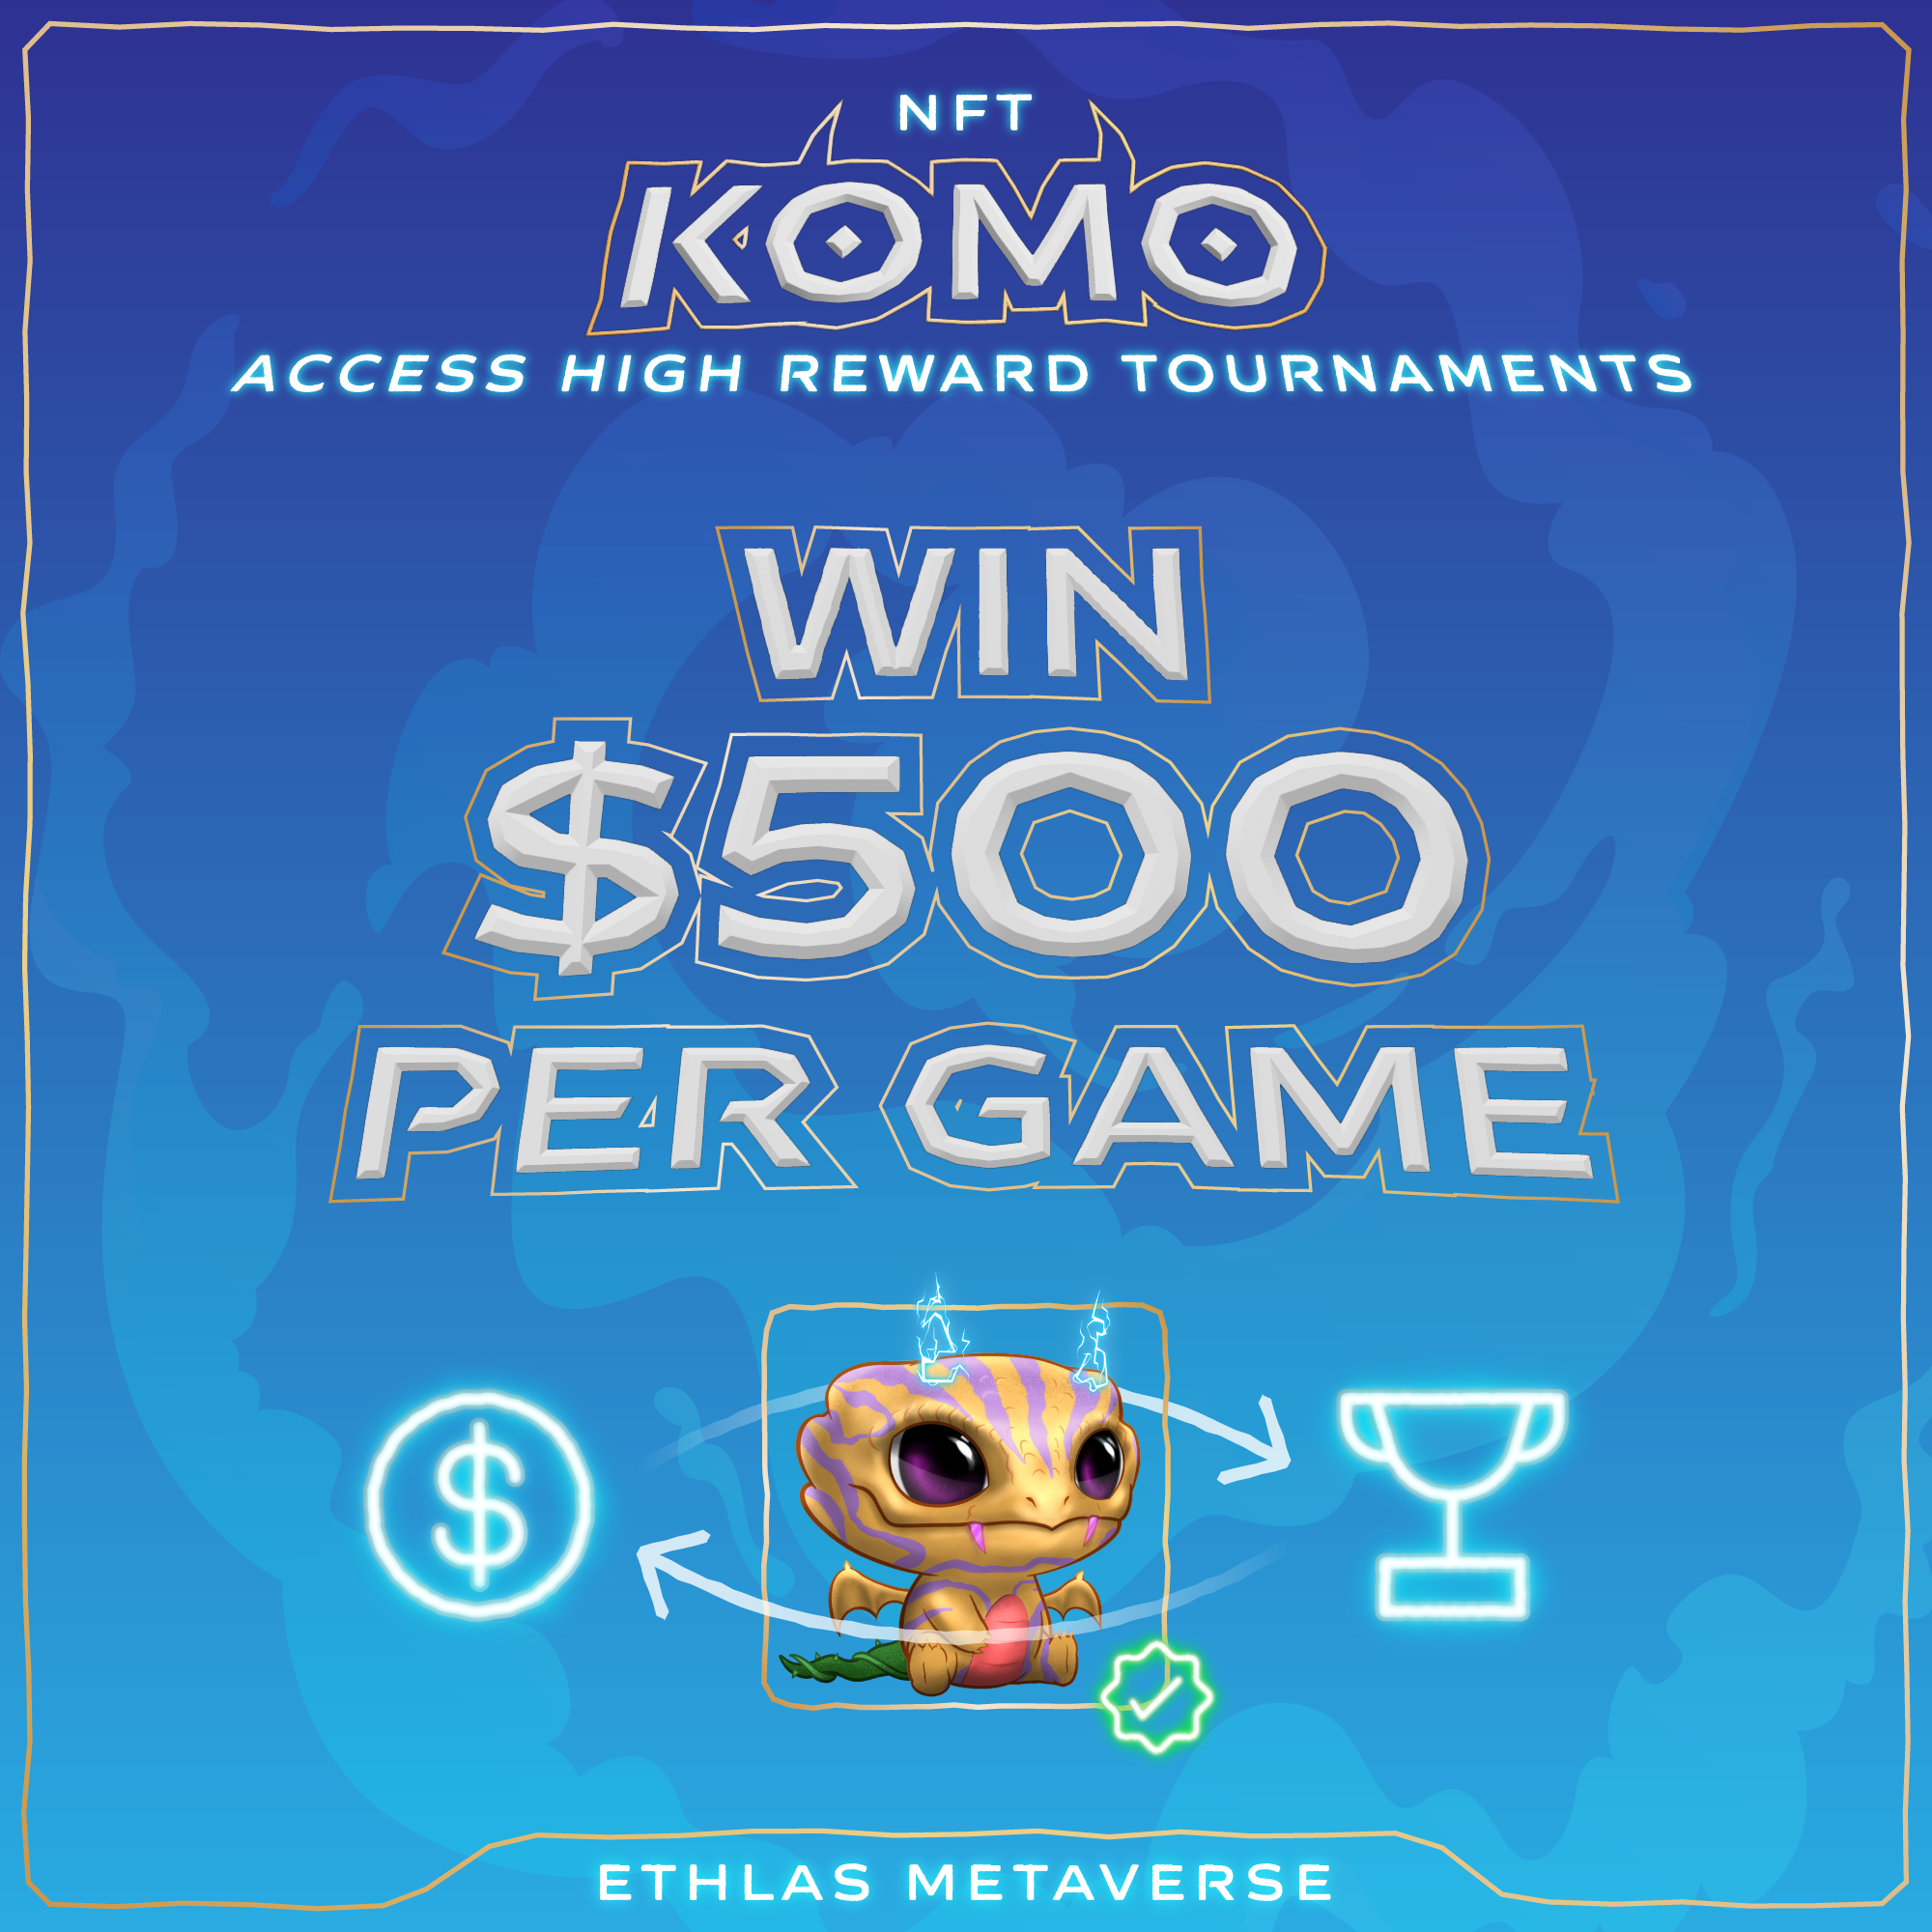 NFT
KOMO
ACCESS HIGH REWARD TOURNAMENTS
WIN
$500
PER GAME
$
ETHLAS METAVERSE